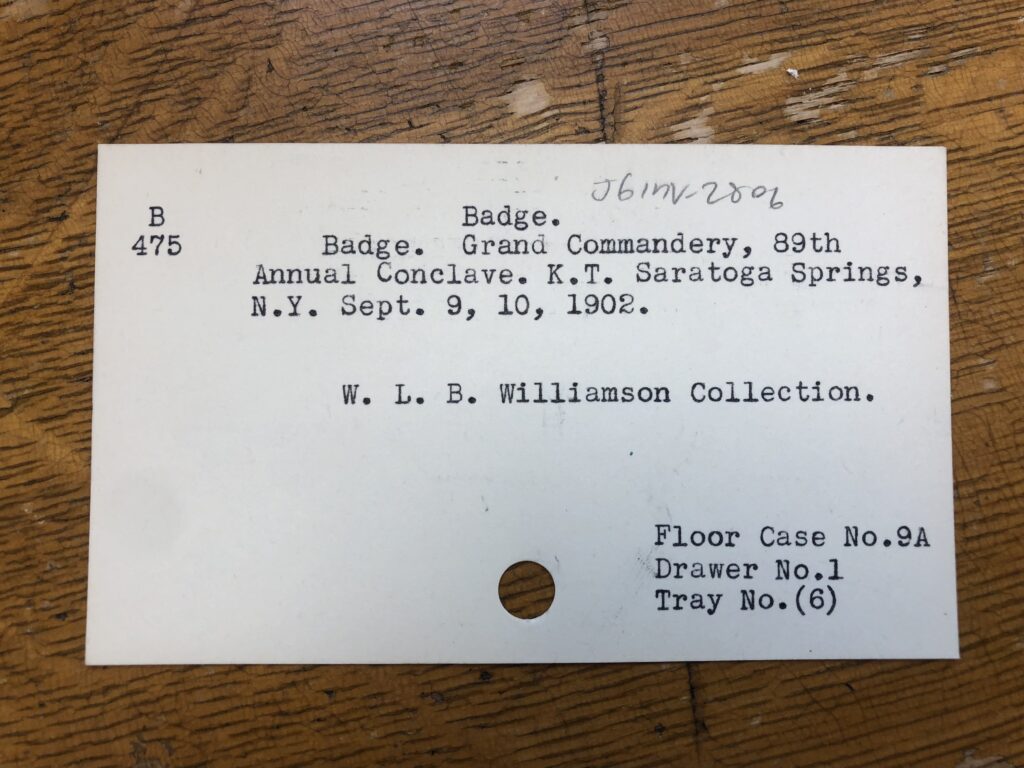 J6inv-2806
B Badge.
475 Badge. Grand Commandery, 89th
Annual Conclave. K.T. Saratoga Springs,
N.Y. Sept. 9, 10, 1902.
W. L. B. Williamson Collection.
Floor Case No.9A
Drawer No.1
Tray No.(6)